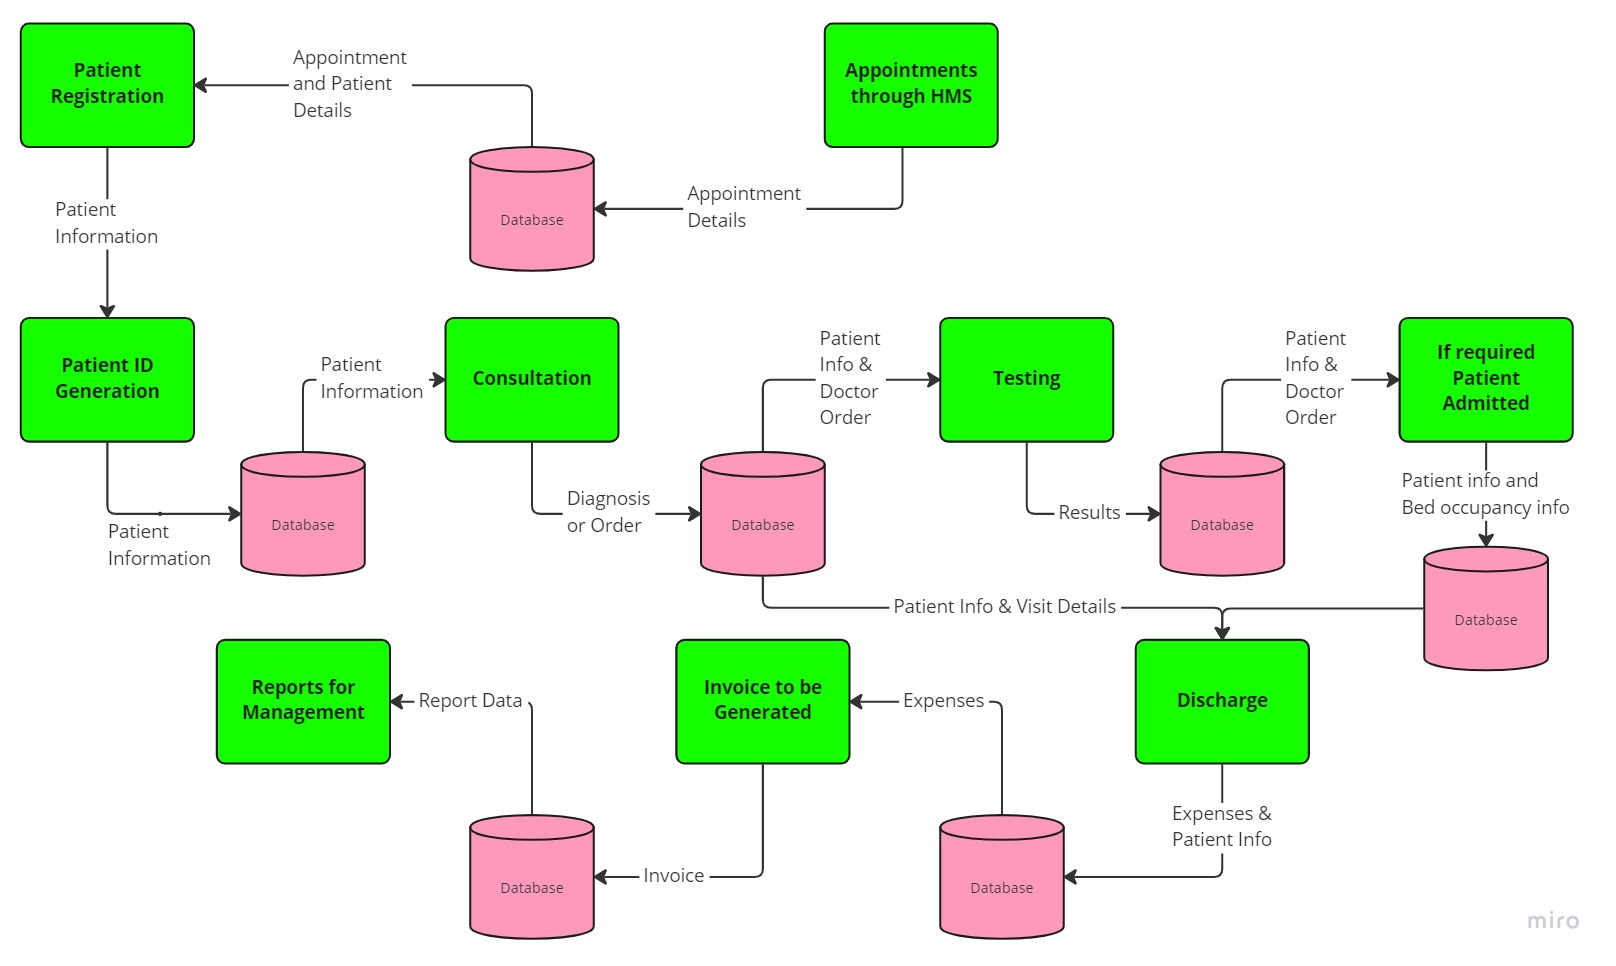 Patient
Registration
Appointment
and Patient
Details
Appointments
through HMS
Database
Appointment
Details
Patient
Information
Patient ID
Generation
Patient
Information
Consultation
Patient
Info &
Doctor
Order
Testing
Patient
Info &
Doctor
Order
If required
Patient
Admitted
Patient
Information
Database
Diagnosis
or Order
Database
Results
Database
Patient info and
Bed occupancy info
Database
Patient Info & Visit Details
Reports for
Management
Report Data
Invoice to be
Generated
Expenses
Discharge
Expenses &
Patient Info
Database
Invoice
Database
miro